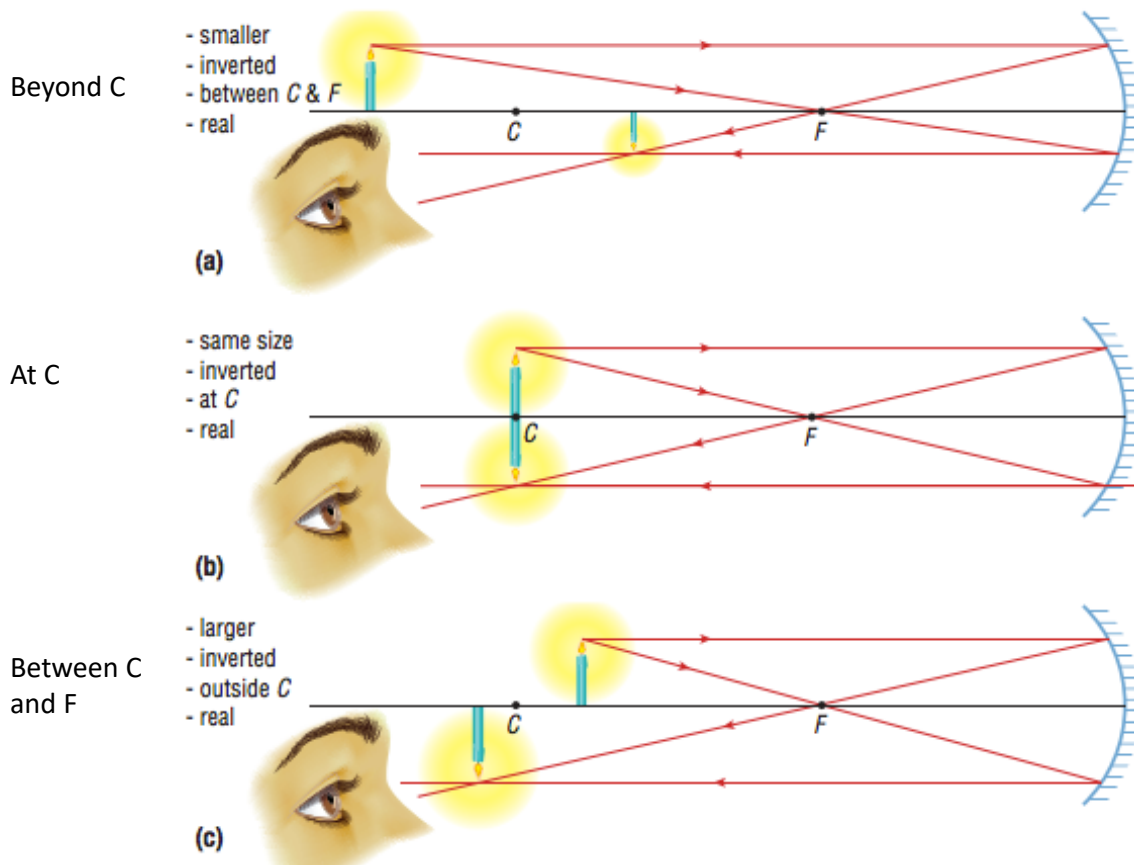 Beyond C
- smaller
- inverted
- between C & F
- real
C
F
(a)
At C
- same size
- inverted
- at C
- real
C
F
(b)
Between C
and F
- larger
- inverted
- outside C
- real
C
F
(c)